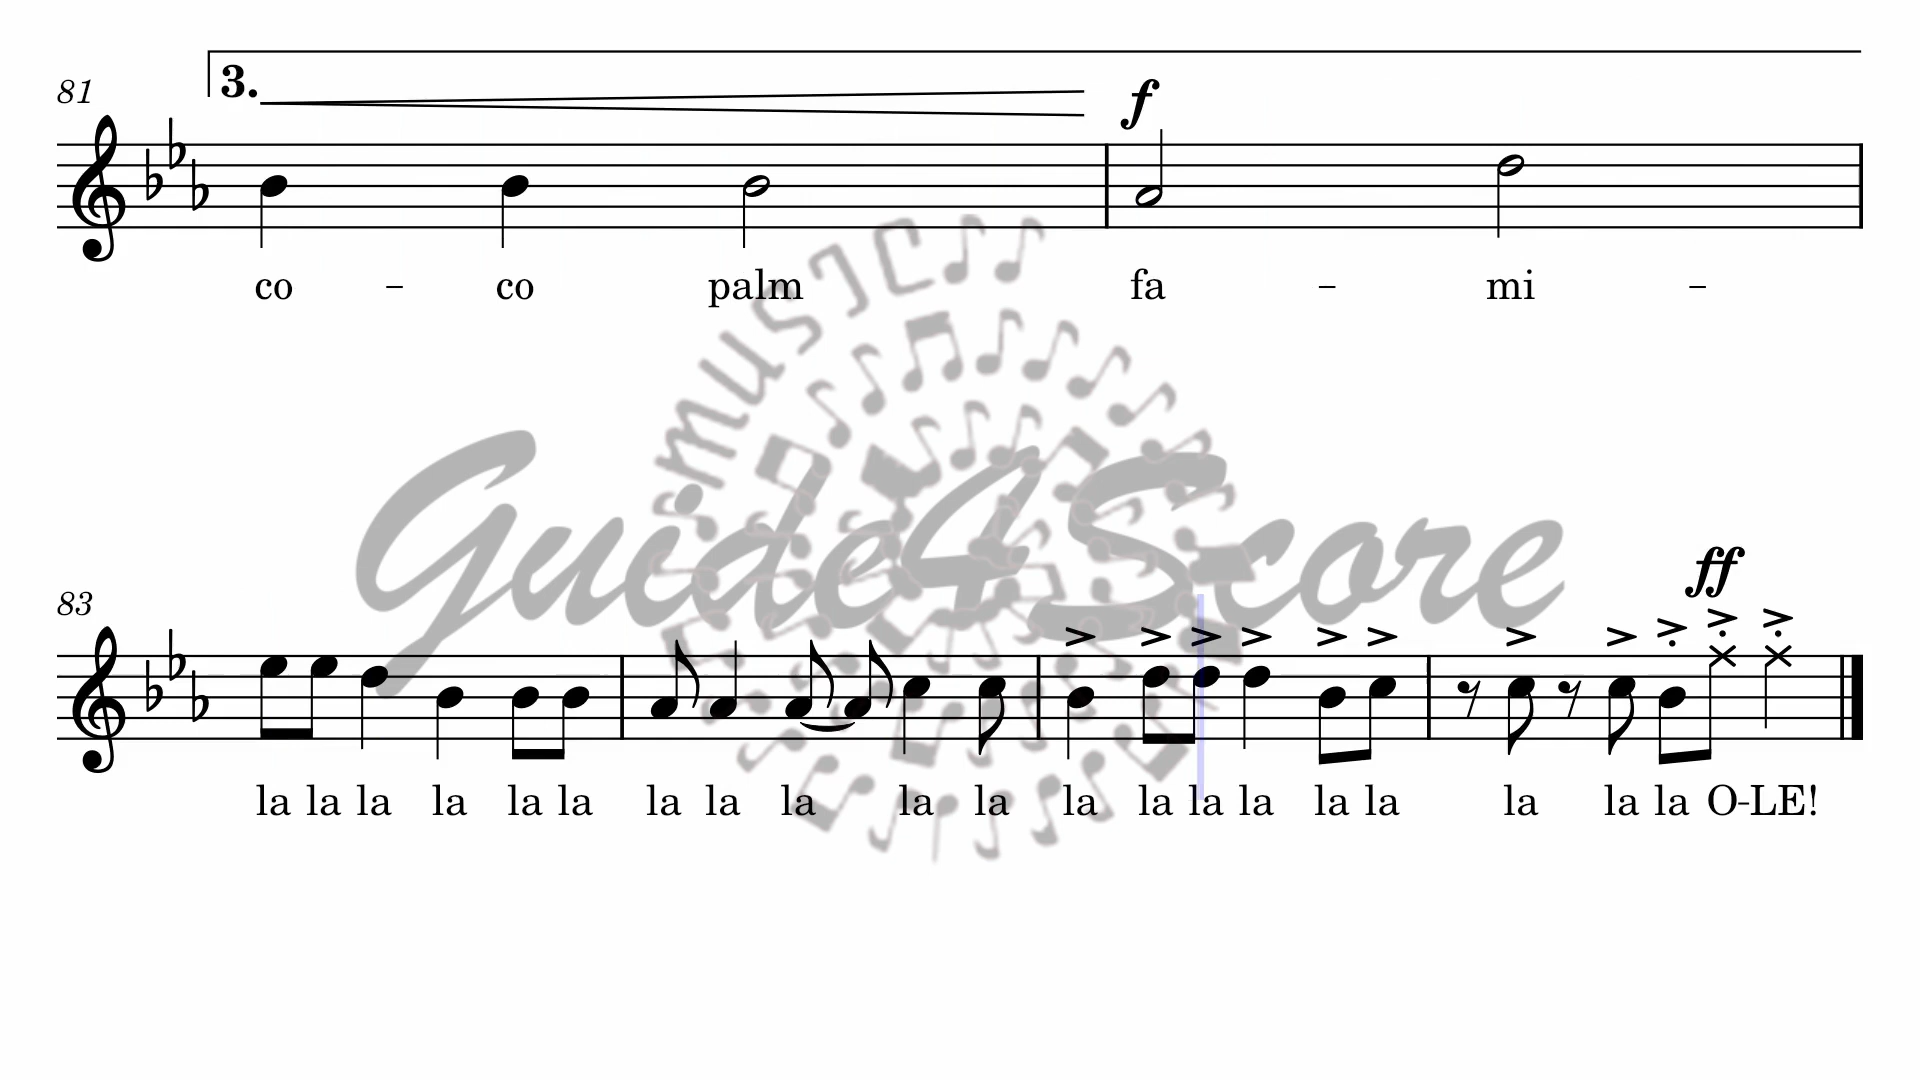 81
3.
f
co – co palm fa – mi –
music
Guide4Score
83
ff
la la la la la la la la la la la la la la la la la la la la O-LE!